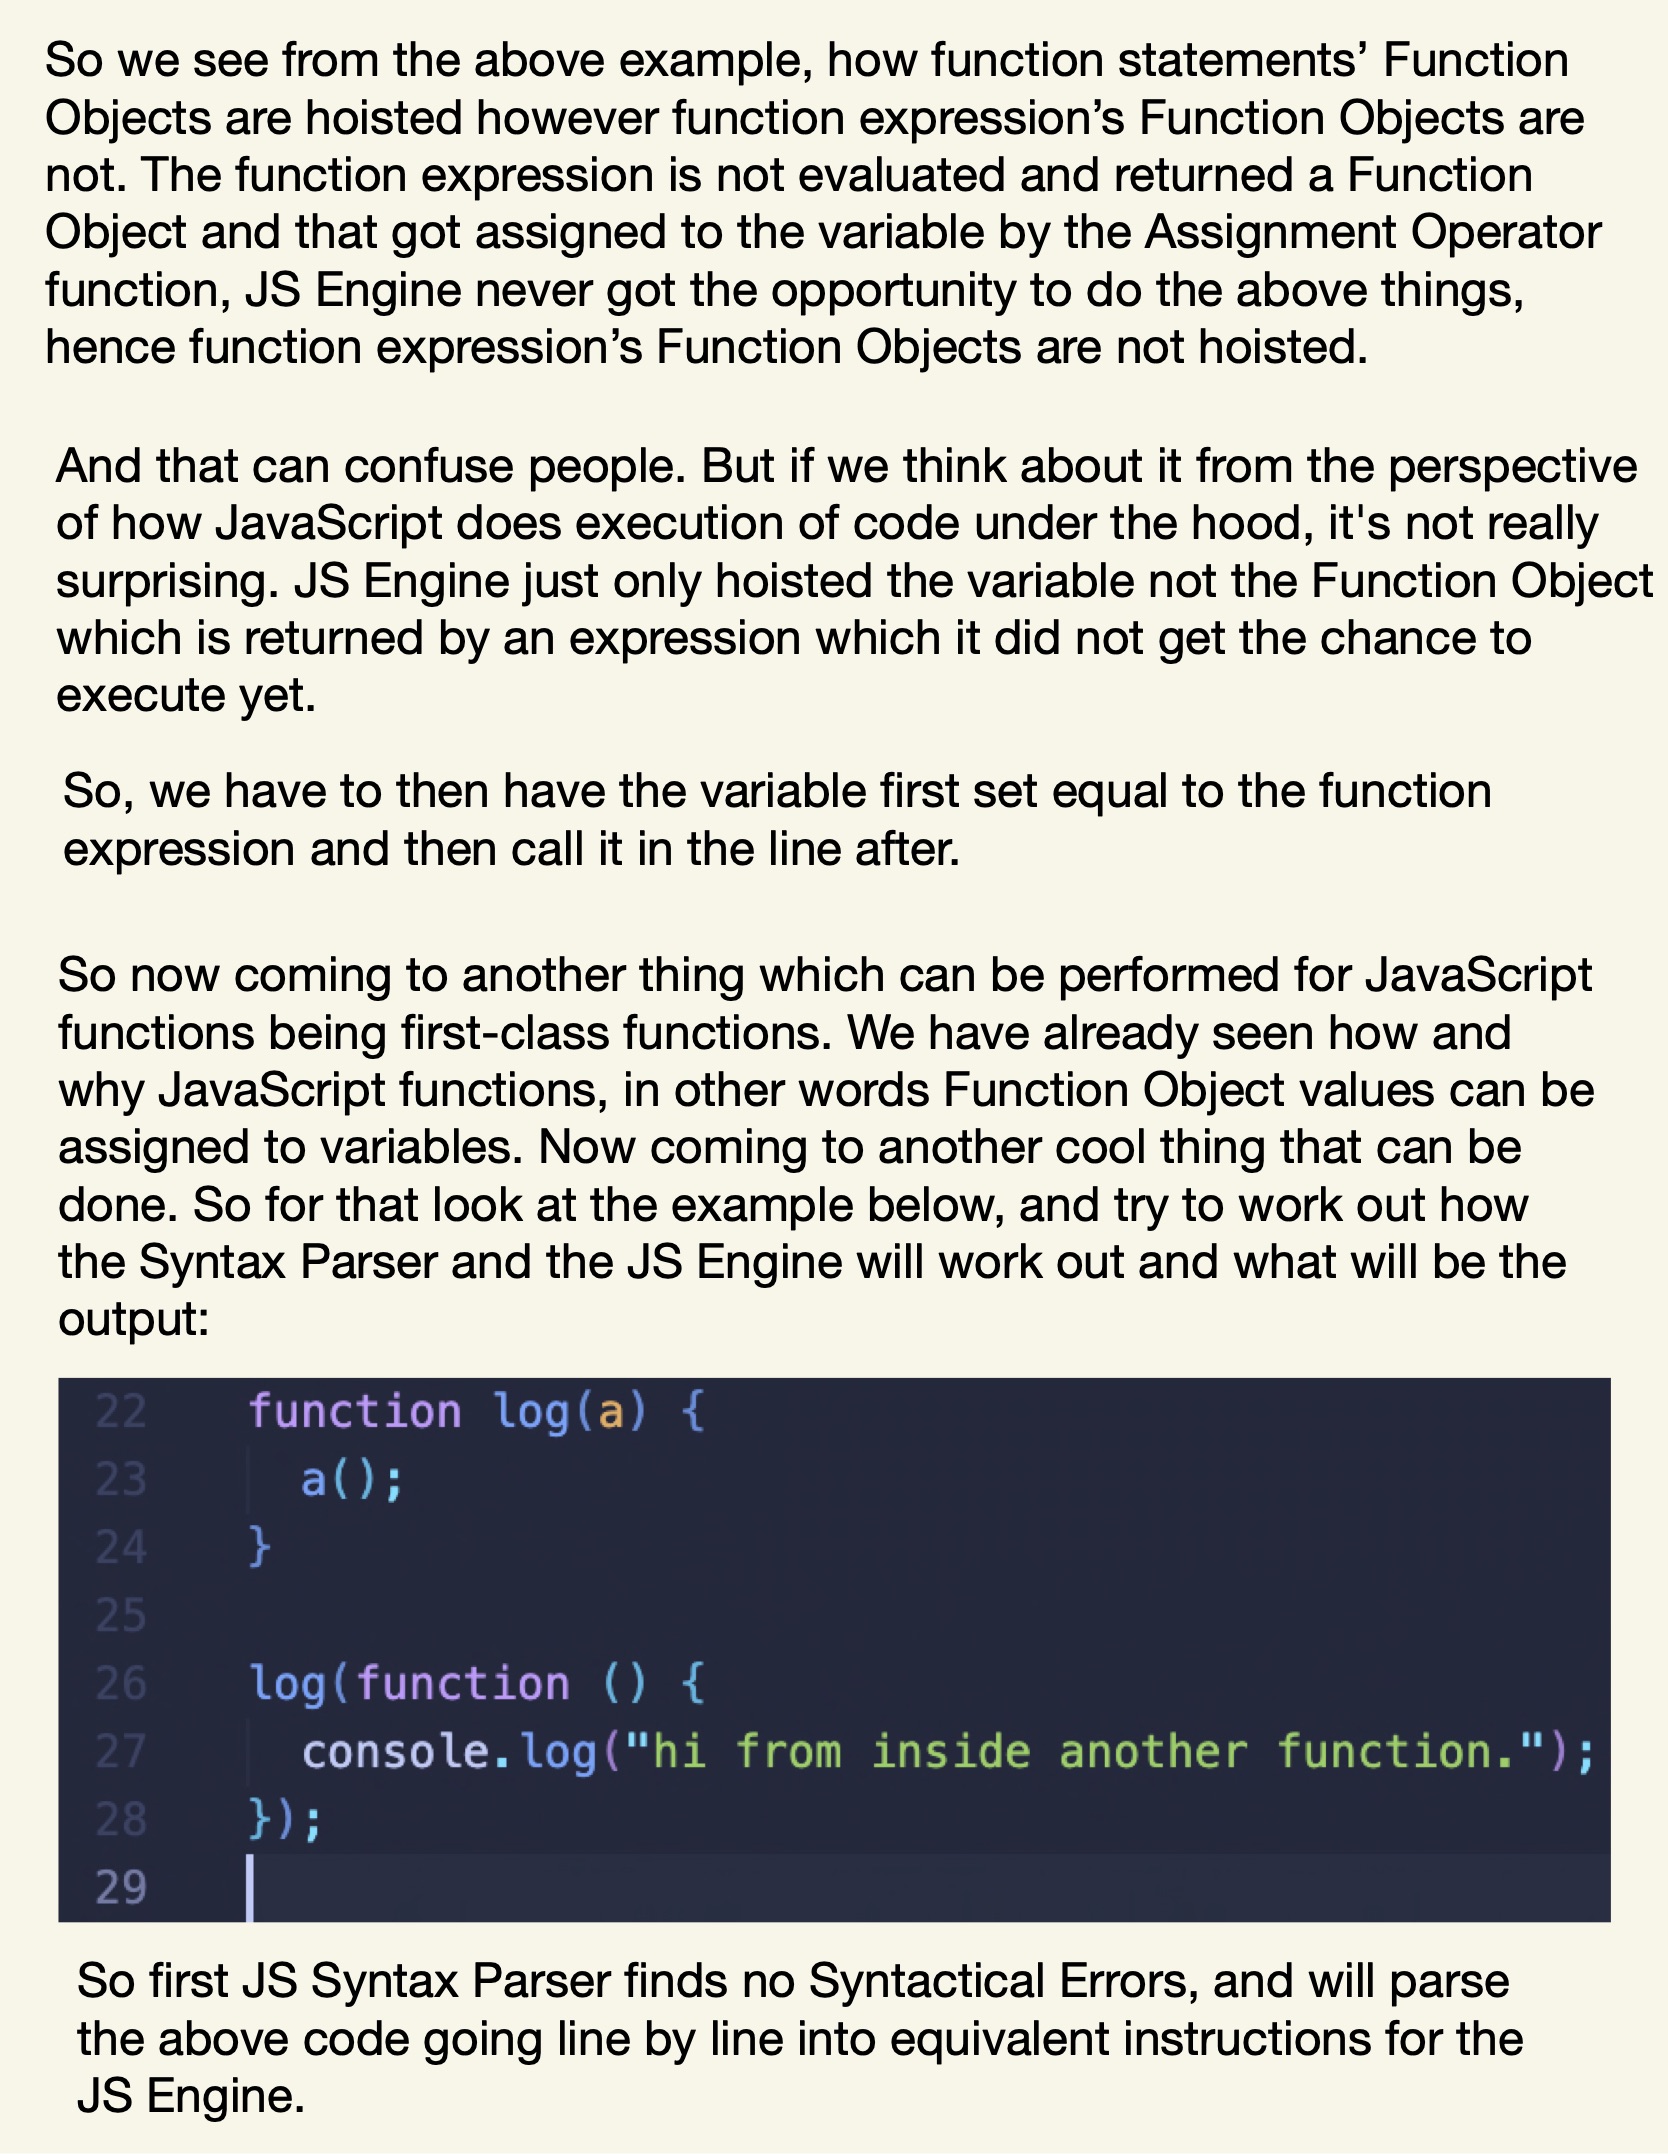 So we see from the above example, how function statements’ Function
Objects are hoisted however function expression’s Function Objects are
not. The function expression is not evaluated and returned a Function
Object and that got assigned to the variable by the Assignment Operator
function, JS Engine never got the opportunity to do the above things,
hence function expression’s Function Objects are not hoisted.
And that can confuse people. But if we think about it from the perspective
of how JavaScript does execution of code under the hood, it's not really
surprising. JS Engine just only hoisted the variable not the Function Object
which is returned by an expression which it did not get the chance to
execute yet.
So, we have to then have the variable first set equal to the function
expression and then call it in the line after.
So now coming to another thing which can be performed for JavaScript
functions being first-class functions. We have already seen how and
why JavaScript functions, in other words Function Object values can be
assigned to variables. Now coming to another cool thing that can be
done. So for that look at the example below, and try to work out how
the Syntax Parser and the JS Engine will work out and what will be the
output:
22 function log(a) {
23 a();
24 }
25
26 log(function () {
27 console.log("hi from inside another function.");
28 });
29
So first JS Syntax Parser finds no Syntactical Errors, and will parse
the above code going line by line into equivalent instructions for the
JS Engine.